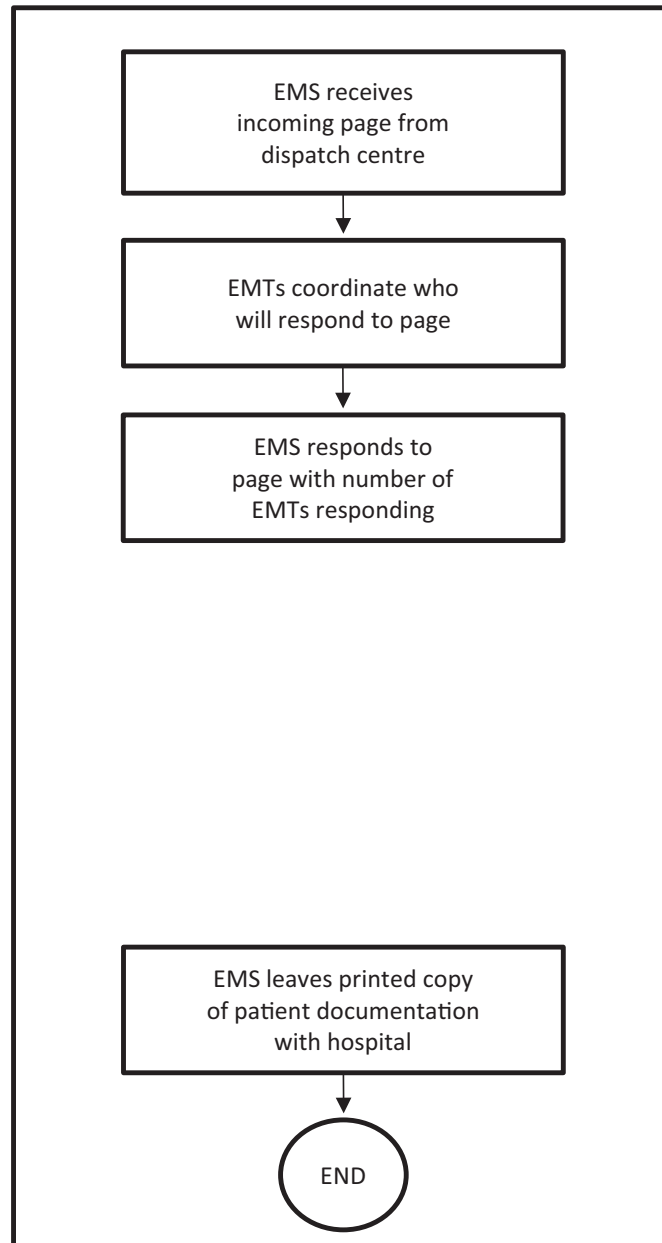 EMS receives
incoming page from
dispatch centre
EMTs coordinate who
will respond to page
EMS responds to
page with number of
EMTs responding
EMS leaves printed copy
of patient documentation
with hospital
END